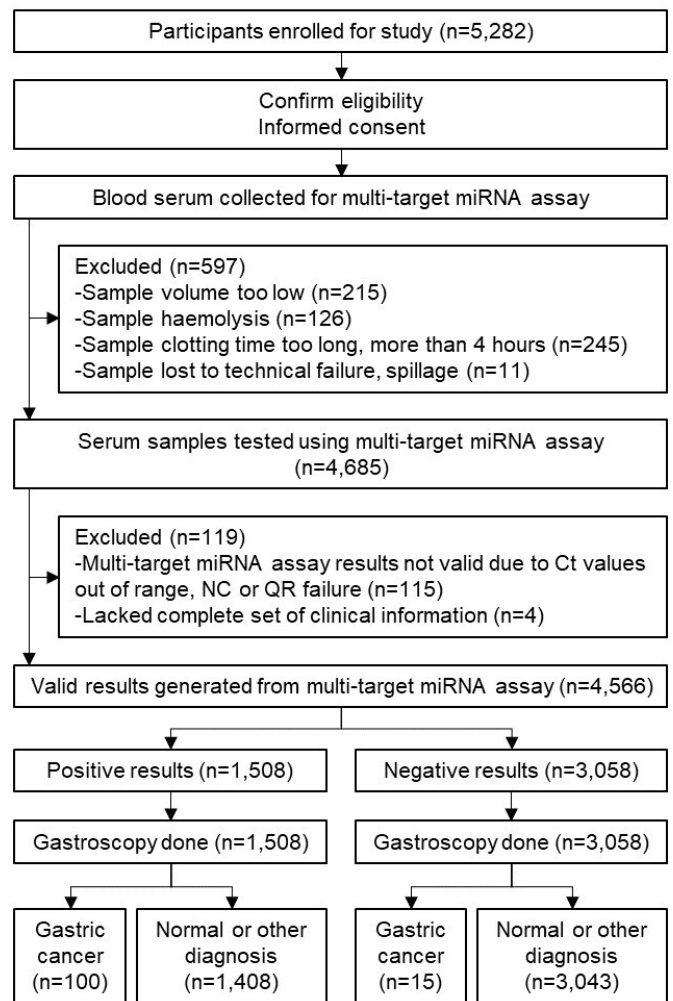 Participants enrolled for study (n=5,282)
Confirm eligibility
Informed consent
Blood serum collected for multi-target miRNA assay
Excluded (n=597)
-Sample volume too low (n=215)
-Sample haemolysis (n=126)
-Sample clotting time too long, more than 4 hours (n=245)
-Sample lost to technical failure, spillage (n=11)
Serum samples tested using multi-target miRNA assay
(n=4,685)
Excluded (n=119)
-Multi-target miRNA assay results not valid due to Ct values
out of range, NC or QR failure (n=115)
-Lacked complete set of clinical information (n=4)
Valid results generated from multi-target miRNA assay (n=4,566)
Positive results (n=1,508)
Negative results (n=3,058)
Gastroscopy done (n=1,508)
Gastroscopy done (n=3,058)
Gastric
cancer
(n=100)
Normal or other
diagnosis
(n=1,408)
Gastric
cancer
(n=15)
Normal or other
diagnosis
(n=3,043)